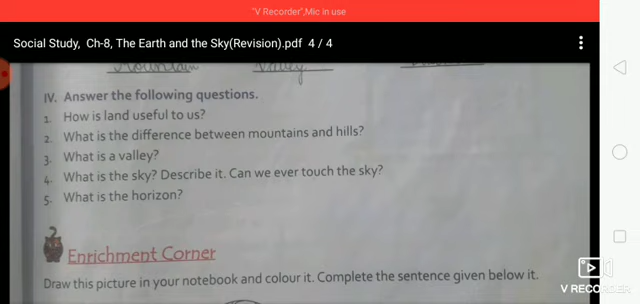 "V Recorder",Mic in use
Social Study, Ch-8, The Earth and the Sky(Revision).pdf 4 / 4
Mountain Valley
IV. Answer the following questions.
1. How is land useful to us?
2. What is the difference between mountains and hills?
3. What is a valley?
4. What is the sky? Describe it. Can we ever touch the sky?
5. What is the horizon?
Enrichment Corner
Draw this picture in your notebook and colour it. Complete the sentence given below it.
V RECORDER